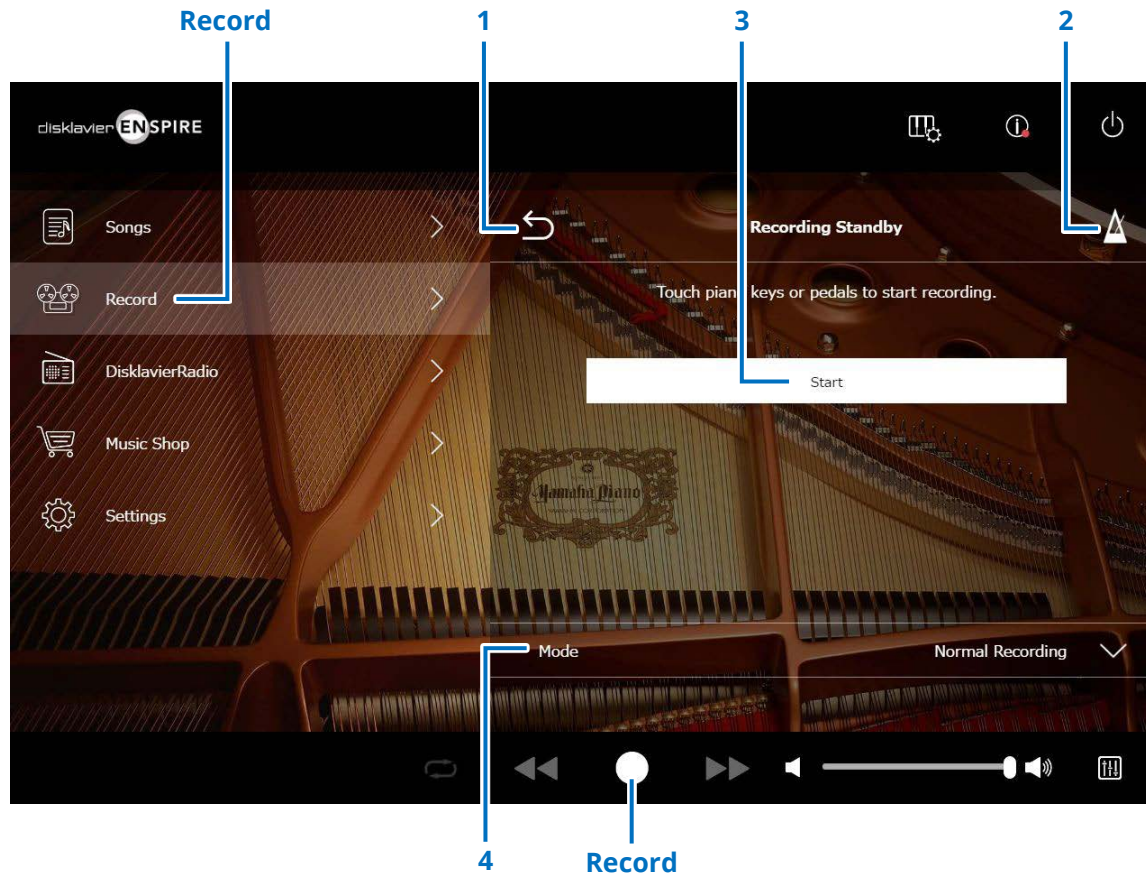 Record 1 3 2
disklavier ENSPIRE
Songs
Recording Standby
Record
Touch piano keys or pedals to start recording.
DisklavierRadio
Start
Music Shop
Yamaha Piano
Settings
Mode Normal Recording
4 Record